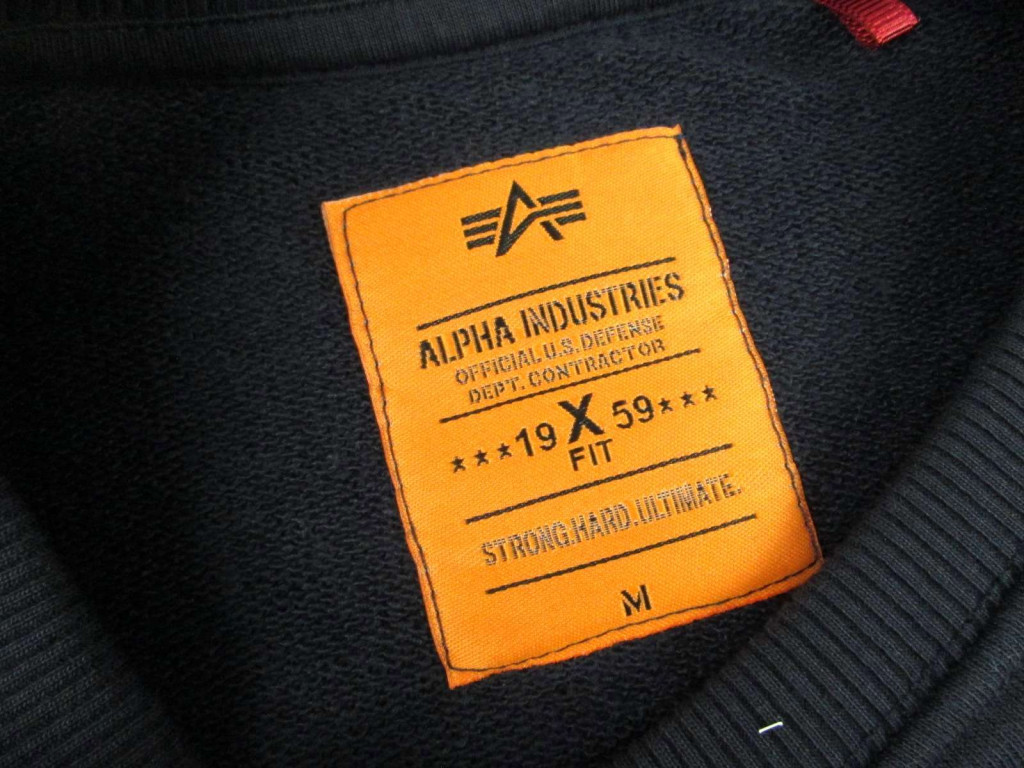 ALPHA INDUSTRIES
OFFICIAL U.S. DEFENSE
DEPT. CONTRACTOR
★★★19 X 59★★★
FIT
STRONG.HARD.ULTIMATE.
M